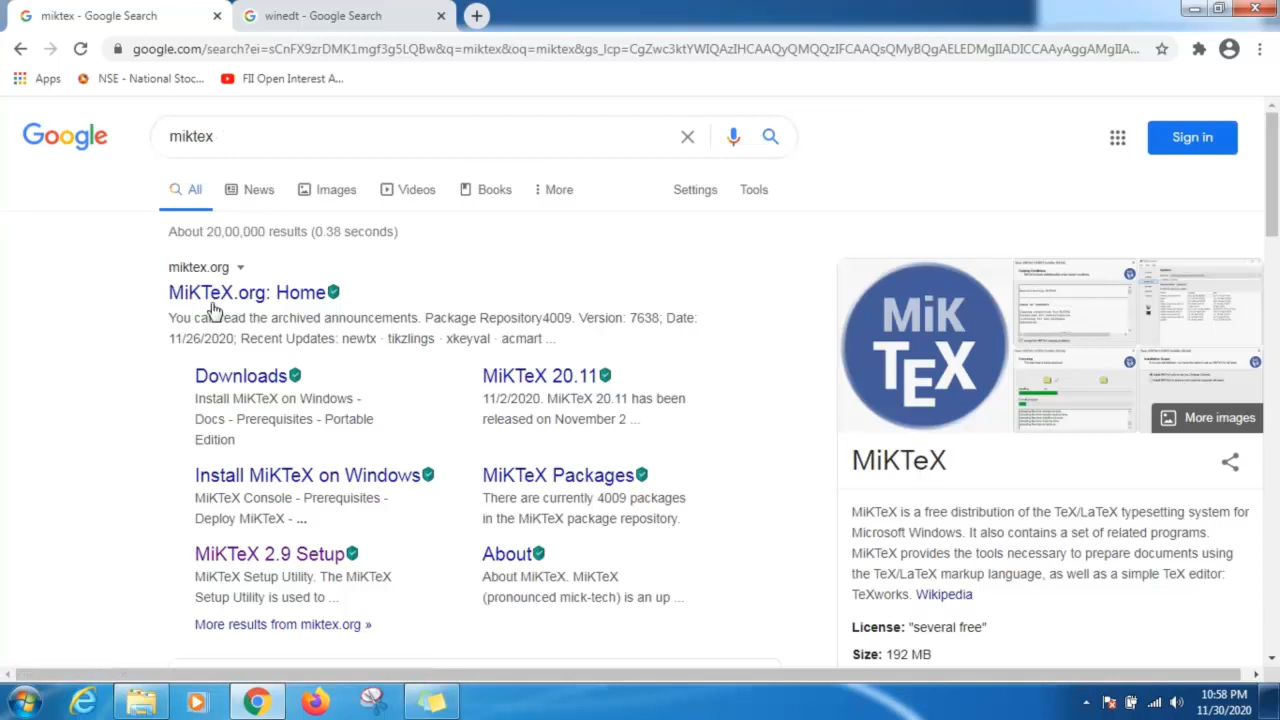 miktex - Google Search
winedt - Google Search
google.com/search?ei=sCnFX9zrDMK1mgf3g5LQBw&q=miktex&oq=miktex&gs_lcp=CgZwc3ktYWIQAzIHCAAQyQMQQzIFCAAQsQMyBQgAELEDMgIIADICCAAyAggAMgIIA...
Apps
NSE - National Stoc...
FII Open Interest A...
Google
miktex
Sign in
All
News
Images
Videos
Books
More
Settings
Tools
About 20,00,000 results (0.38 seconds)
miktex.org
MiKTeX.org: Home
You can read the archived announcements. Package Repository4009. Version: 7638; Date:
11/26/2020; Recent Updates: newtx · tikzlings · xkeyval · acmart ...
Downloads
Install MiKTeX on Windows -
Docs - Prerequisites - Portable
Edition
MiKTeX 20.11
11/2/2020. MiKTeX 20.11 has been
released on November 2 ...
Install MiKTeX on Windows
MiKTeX Console - Prerequisites -
Deploy MiKTeX - ...
MiKTeX Packages
There are currently 4009 packages
in the MiKTeX package repository.
MiKTeX 2.9 Setup
MiKTeX Setup Utility. The MiKTeX
Setup Utility is used to ...
About
About MiKTeX. MiKTeX
(pronounced mick-tech) is an up ...
More results from miktex.org »
MiK
TEX
More images
MiKTeX
MiKTeX is a free distribution of the TeX/LaTeX typesetting system for
Microsoft Windows. It also contains a set of related programs.
MiKTeX provides the tools necessary to prepare documents using
the TeX/LaTeX markup language, as well as a simple TeX editor:
TeXworks. Wikipedia
License: "several free"
Size: 192 MB
10:58 PM
11/30/2020